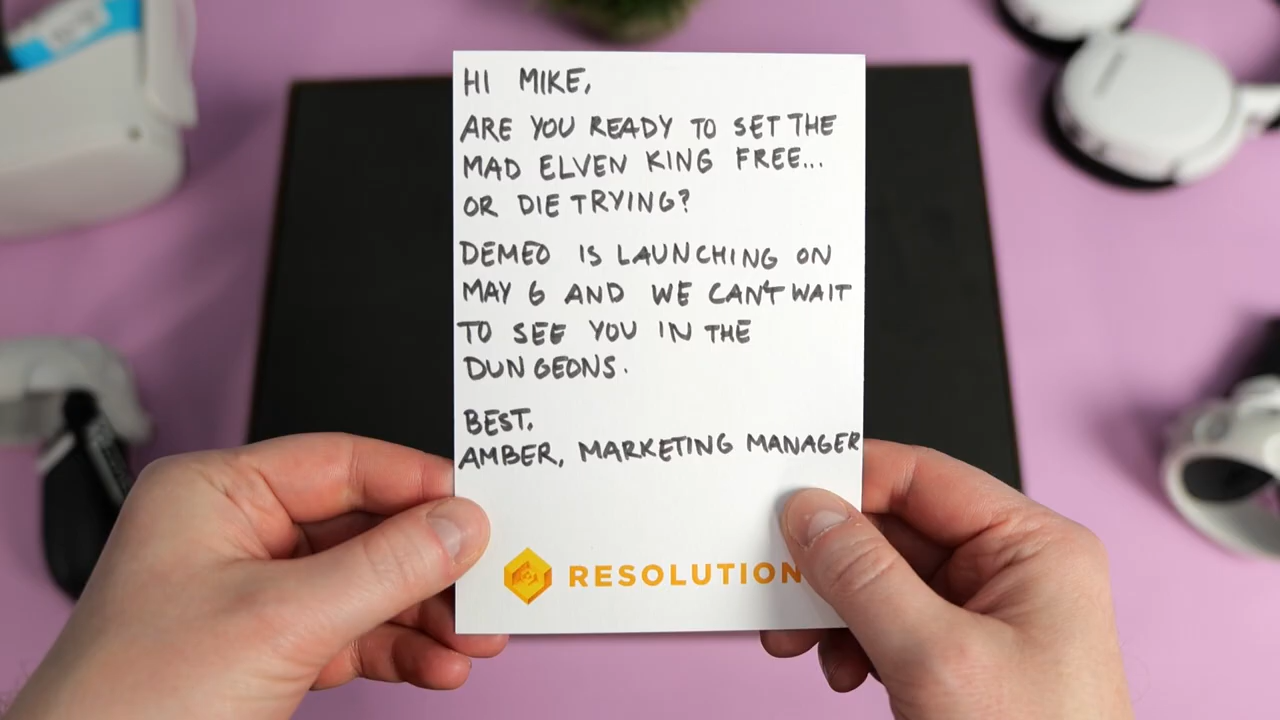 HI MIKE,
ARE YOU READY TO SET THE
MAD ELVEN KING FREE...
OR DIE TRYING?
DEMEO IS LAUNCHING ON
MAY 6 AND WE CAN'T WAIT
TO SEE YOU IN THE
DUNGEONS.
BEST,
AMBER, MARKETING MANAGER
RESOLUTION